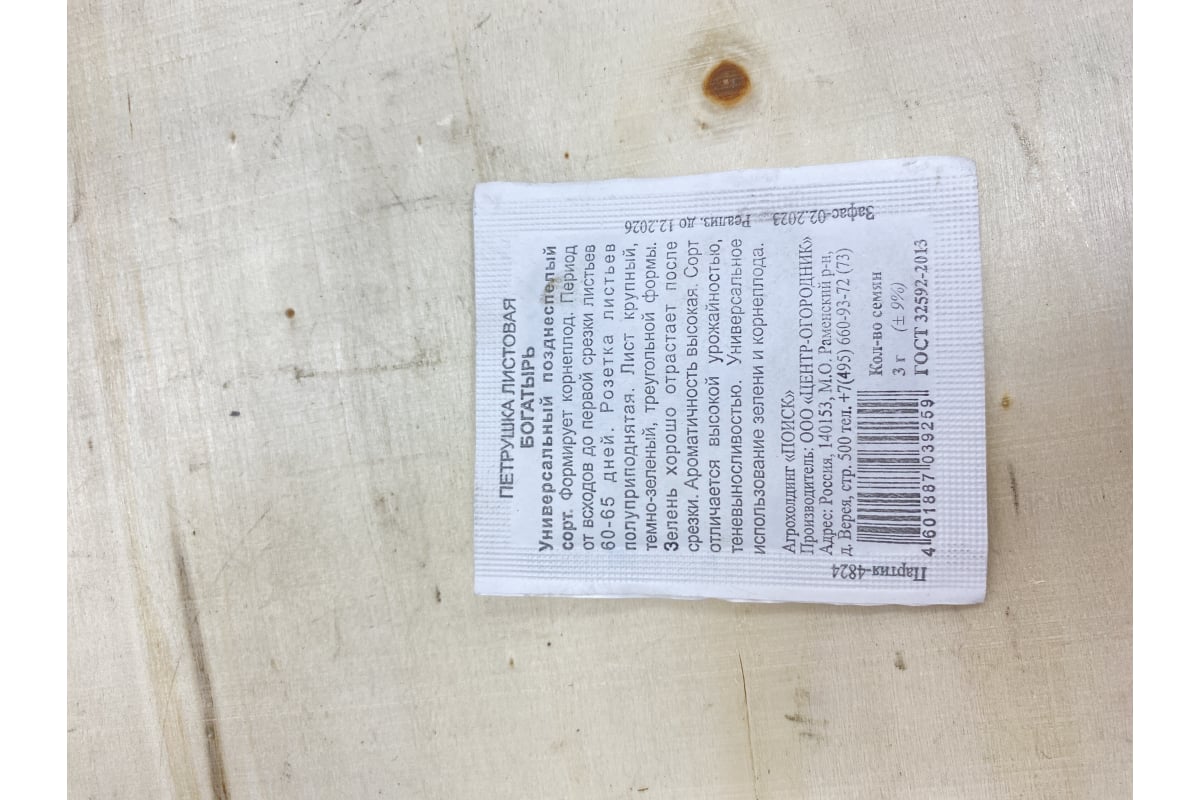 ПЕТРУШКА ЛИСТОВАЯ
БОГАТЫРЬ
Универсальный позднеспелый
сорт. Формирует корнеплод. Период
от всходов до первой срезки листьев
60-65 дней. Розетка листьев
полуприподнятая. Лист крупный,
темно-зеленый, треугольной формы.
Зелень хорошо отрастает после
срезки. Ароматичность высокая. Сорт
отличается высокой урожайностью,
теневыносливостью. Универсальное
использование зелени и корнеплода.
Агрохолдинг «ПОИСК»
Производитель: ООО «ЦЕНТР-ОГОРОДНИК»
Адрес: Россия, 140153, М.О. Раменский р-н,
д. Верея, стр. 500 тел. +7(495) 660-93-72 (73)
Кол-во семян
3 г (± 9%)
ГОСТ 32592-2013
4 601887 039259
Партия-4824
Зафас-02.2023 Реализ. до 12.2026